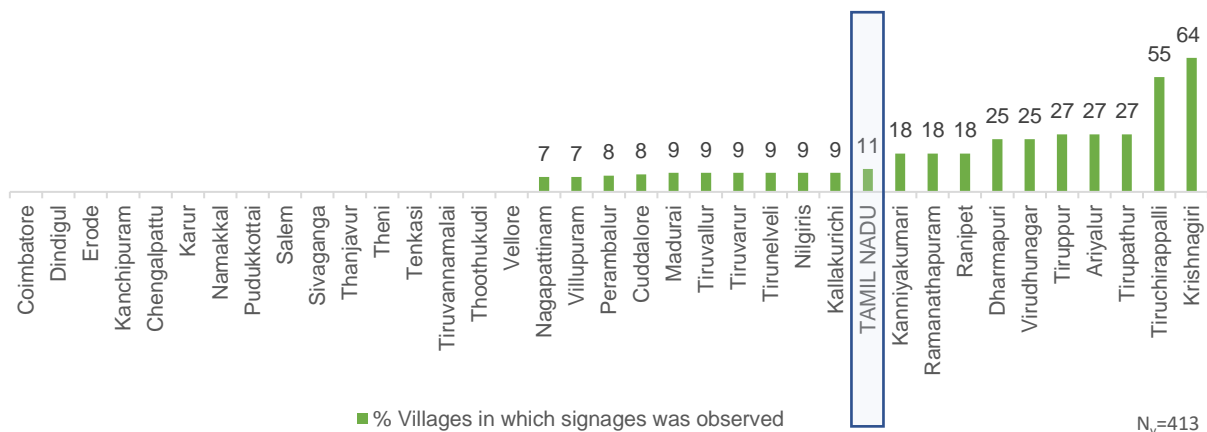 64
55
27 27 27
25 25
18 18 18
11
9 9 9 9 9 9
8 8
7 7
Coimbatore
Dindigul
Erode
Kanchipuram
Chengalpattu
Karur
Namakkal
Pudukkottai
Salem
Sivaganga
Thanjavur
Theni
Tenkasi
Tiruvannamalai
Thoothukudi
Vellore
Nagapattinam
Villupuram
Perambalur
Cuddalore
Madurai
Tiruvallur
Tiruvarur
Tirunelveli
Nilgiris
Kallakurichi
TAMIL NADU
Kanniyakumari
Ramanathapuram
Ranipet
Dharmapuri
Virudhunagar
Tiruppur
Ariyalur
Tirupathur
Tiruchirappalli
Krishnagiri
% Villages in which signages was observed
Nv=413